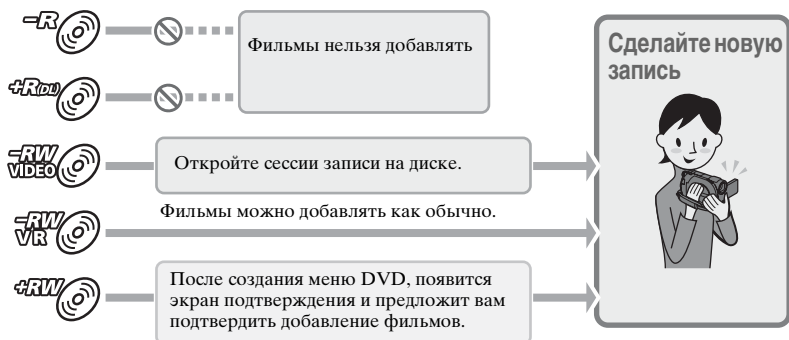 -R
Фильмы нельзя добавлять
+R(DL)
-RW
VIDEO
Откройте сессии записи на диске.
Фильмы можно добавлять как обычно.
-RW
VR
+RW
После создания меню DVD, появится
экран подтверждения и предложит вам
подтвердить добавление фильмов.
Сделайте новую
запись